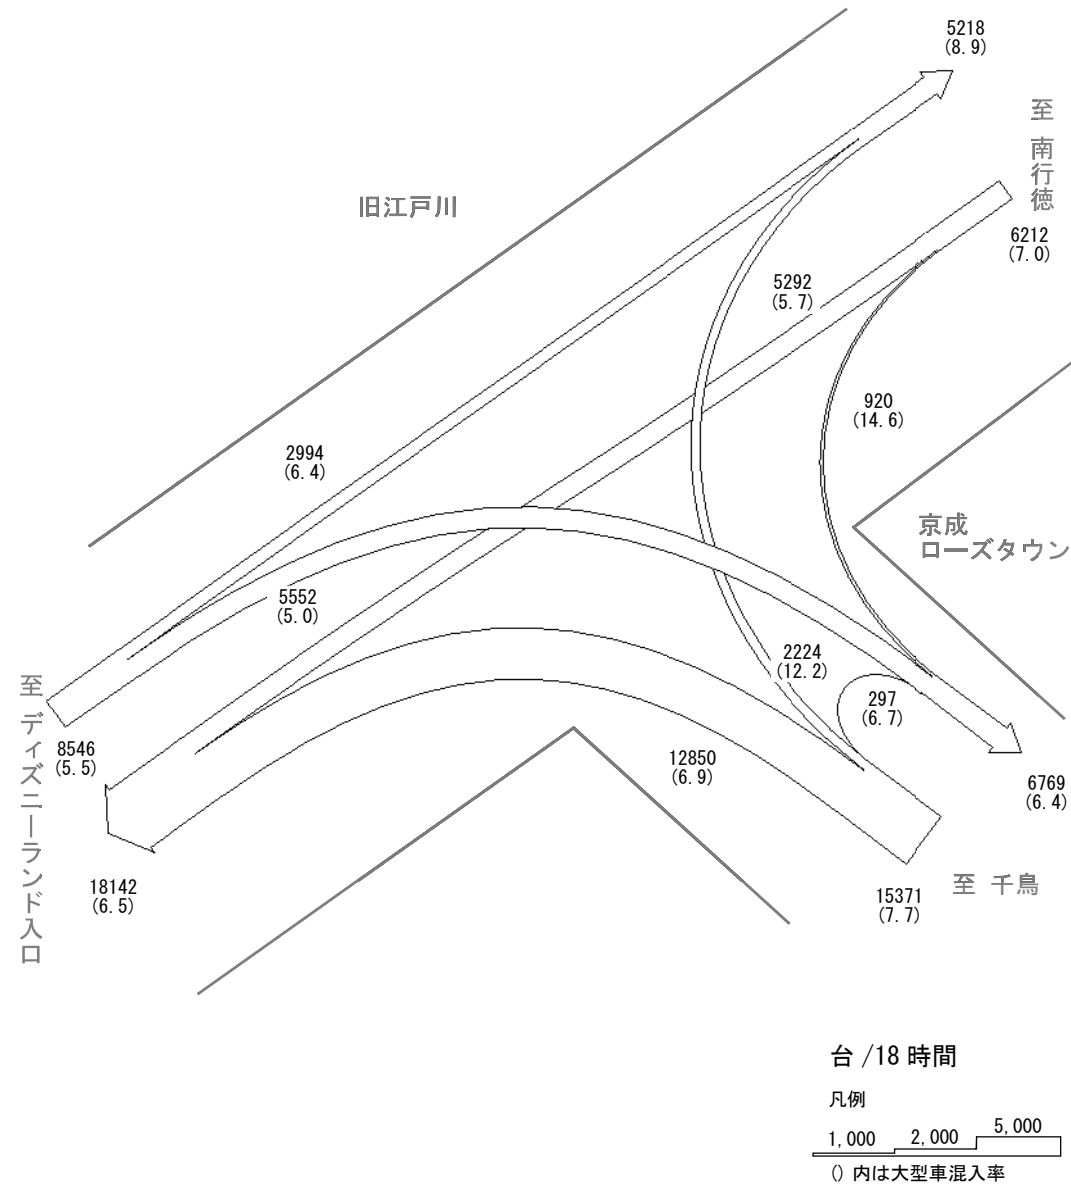 5218
(8.9)
至 南行徳
旧江戸川
6212
(7.0)
5292
(5.7)
920
(14.6)
2994
(6.4)
京成
ローズタウン
5552
(5.0)
2224
(12.2)
297
(6.7)
至 ディズニーランド入口
8546
(5.5)
12850
(6.9)
6769
(6.4)
18142
(6.5)
15371
(7.7)
至 千鳥
台 /18 時間
凡例
1,000 2,000 5,000
() 内は大型車混入率